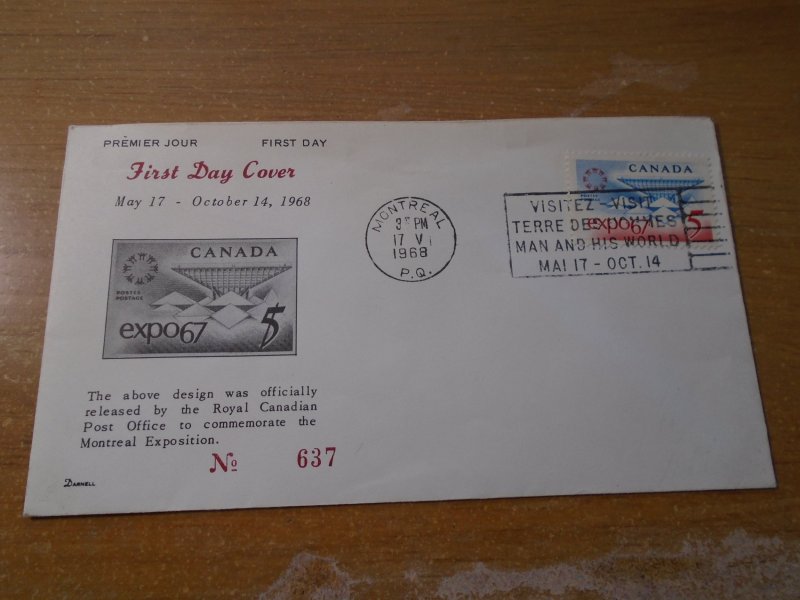 PREMIER JOUR FIRST DAY
First Day Cover
May 17 - October 14, 1968
CANADA
POSTES
POSTAGE
expo67 5
The above design was officially
released by the Royal Canadian
Post Office to commemorate the
Montreal Exposition.
No 637
DARNELL
MONTREAL
PM
17 V
1968
P.Q.
CANADA
expo67 5
VISITEZ - VISIT
TERRE DES HOMMES
MAN AND HIS WORLD
MAI 17 - OCT. 14